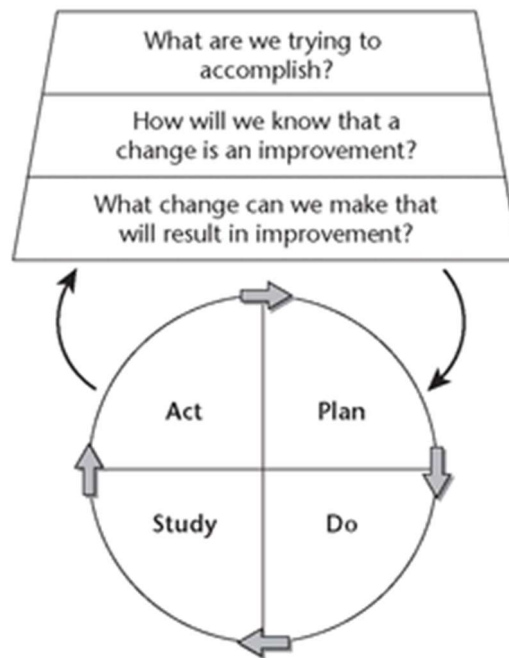 What are we trying to
accomplish?
How will we know that a
change is an improvement?
What change can we make that
will result in improvement?
Act
Plan
Study
Do